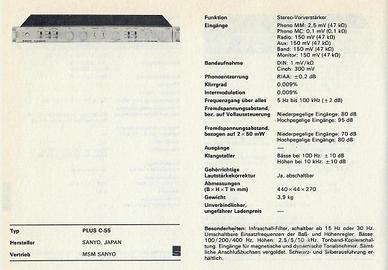 Funktion Stereo-Vorverstärker
Eingänge Phono MM: 2,5 mV (47 kΩ)
Phono MC: 0,1 mV (0,1 kΩ)
Radio: 150 mV (47 kΩ)
Aux: 150 mV (47 kΩ)
Band: 150 mV (47 kΩ)
Monitor: 150 mV (47 kΩ)
Bandaufnahme DIN: 1 mV/kΩ
Cinch: 300 mV
Phonoentzerrung RIAA: ±0,2 dB
Klirrgrad 0,009%
Intermodulation 0,009%
Frequenzgang über alles 5 Hz bis 100 kHz (±2 dB)
Fremdspannungsabstand,
bez. auf Vollaussteuerung Niederpegelige Eingänge: 80 dB
Hochpegelige Eingänge: 95 dB
Fremdspannungsabstand,
bezogen auf 2 × 50 mW Niederpegelige Eingänge: 70 dB
Hochpegelige Eingänge: 80 dB
Ausgänge —
Klangsteller Bässe bei 100 Hz: ±10 dB
Höhen bei 10 kHz: ±10 dB
Gehörrichtige
Lautstärkekorrektur Ja, abschaltbar
Abmessungen
(B × H × T in mm) 440 × 44 × 270
Gewicht 3,9 kg
Unverbindlicher,
ungefährer Ladenpreis —
Typ PLUS C-55
Hersteller SANYO, JAPAN
Vertrieb MSM SANYO
Besonderheiten: Infraschall-Filter, schaltbar ab 15 Hz oder 30 Hz.
Umschaltbare Einsatzfrequenzen der Baß- und Höhenregler: Bässe:
100/200/400 Hz, Höhen: 2,5/5/10 kHz. Tonband-Kopierschal-
tung. Eingänge für magnetische und dynamische Tonabnehmer. Sämt-
liche Anschlußbuchsen vergoldet. Schwarz- und Silberausführung er-
hältlich.